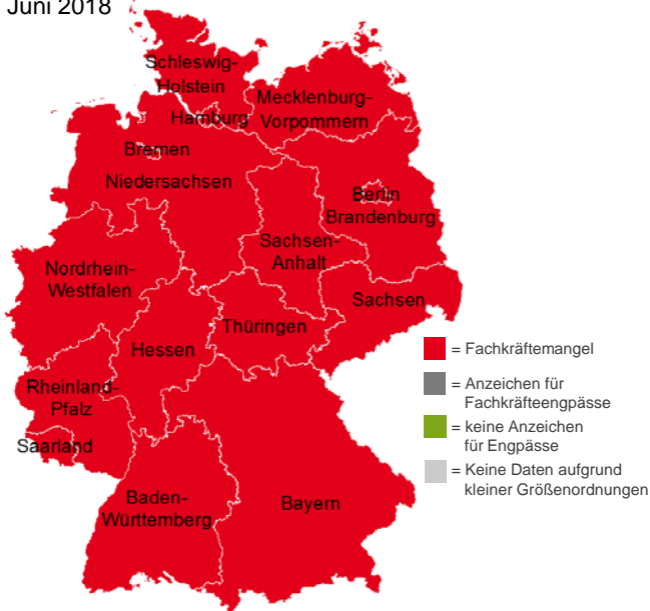 Juni 2018
Schleswig-
Holstein
Mecklenburg-
Vorpommern
Hamburg
Bremen
Niedersachsen
Berlin
Brandenburg
Sachsen-
Anhalt
Nordrhein-
Westfalen
Sachsen
Thüringen
Hessen
Rheinland-
Pfalz
Saarland
Baden-
Württemberg
Bayern
= Fachkräftemangel
= Anzeichen für
Fachkräfteengpässe
= keine Anzeichen
für Engpässe
= Keine Daten aufgrund
kleiner Größenordnungen